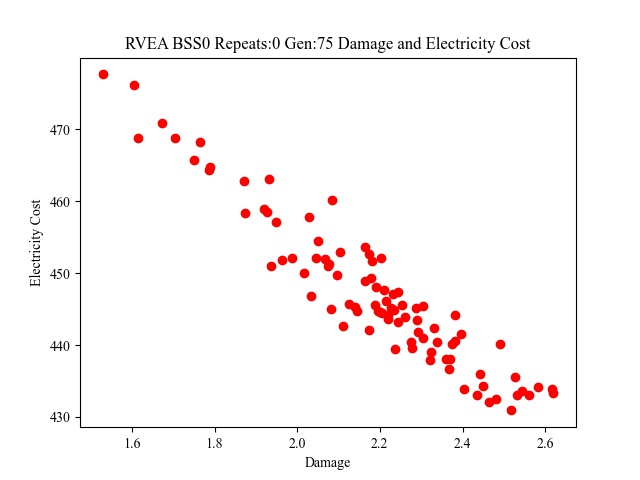 RVEA BSS0 Repeats:0 Gen:75 Damage and Electricity Cost
Electricity Cost
470
460
450
440
430
1.6 1.8 2.0 2.2 2.4 2.6
Damage